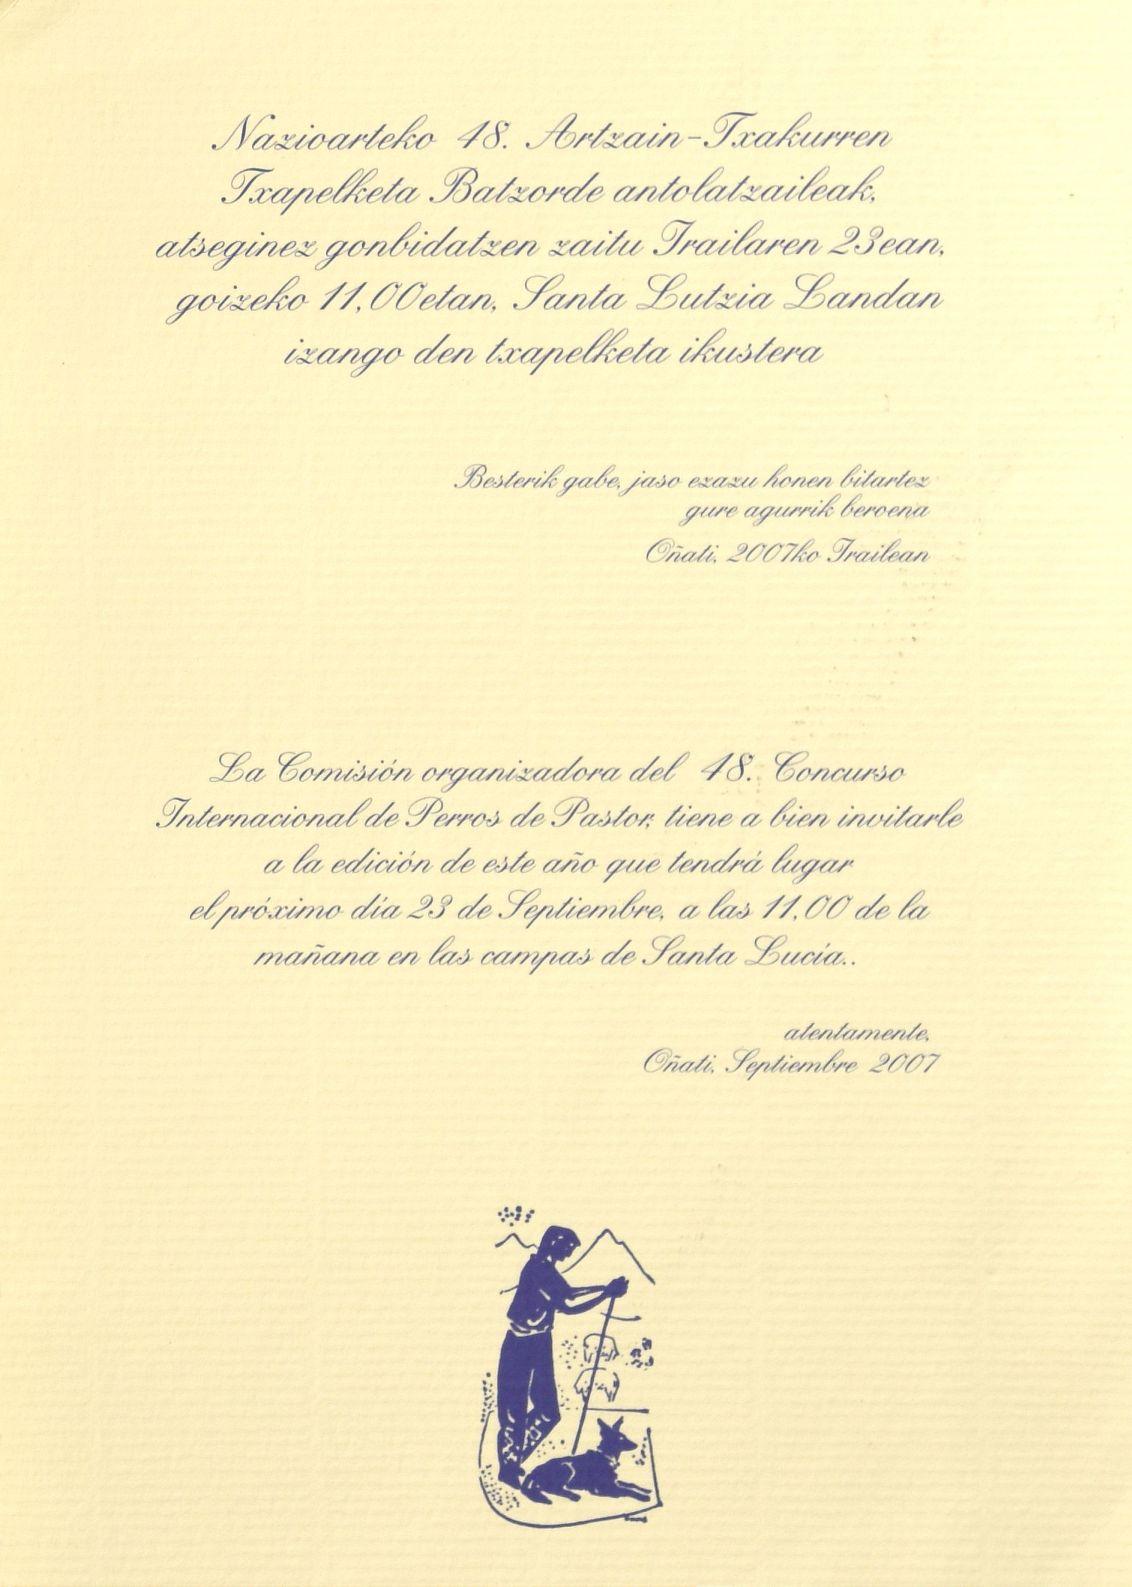 Nazioarteko 48. Artzain-Txakurren
Txapelketa Batzorde antolatzaileak,
atseginez gonbidatzen zaitu Irailaren 23ean,
goizeko 11,00etan, Santa Lutzia Landan
izango den txapelketa ikustera
Besterik gabe, jaso ezazu honen bitartez
gure agurrik beroena
Oñati, 2007ko Irailean
La Comisión organizadora del 48. Concurso
Internacional de Perros de Pastor, tiene a bien invitarle
a la edición de este año que tendrá lugar
el próximo día 23 de Septiembre, a las 11,00 de la
mañana en las campas de Santa Lucía..
atentamente,
Oñati, Septiembre 2007